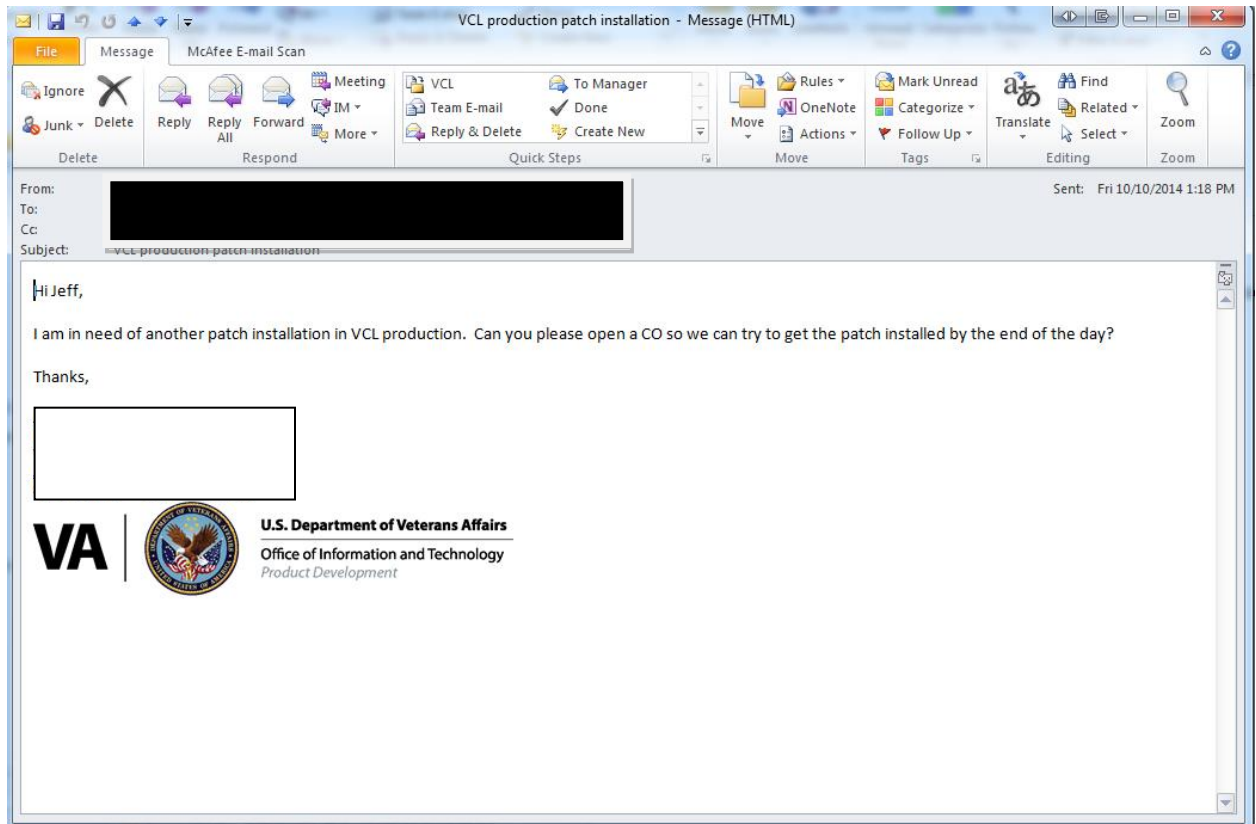 VCL production patch installation - Message (HTML)
File Message McAfee E-mail Scan
Ignore
Junk
Delete
Reply
Reply All
Forward
Meeting
IM
More
VCL
Team E-mail
Reply & Delete
To Manager
Done
Create New
Move
Rules
OneNote
Actions
Mark Unread
Categorize
Follow Up
Translate
Find
Related
Select
Zoom
Delete Respond Quick Steps Move Tags Editing Zoom
From: Sent: Fri 10/10/2014 1:18 PM
To:
Cc:
Subject: VCL production patch installation
Hi Jeff,
I am in need of another patch installation in VCL production. Can you please open a CO so we can try to get the patch installed by the end of the day?
Thanks,
VA
U.S. Department of Veterans Affairs
Office of Information and Technology
Product Development